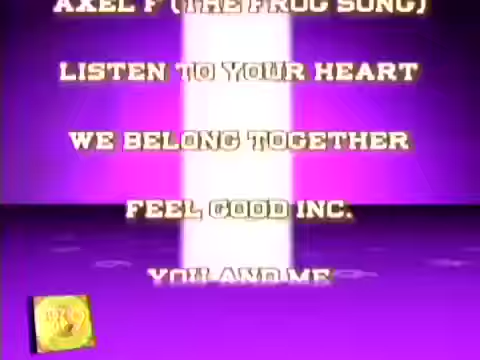 AXEL F (THE FROG SONG)
LISTEN TO YOUR HEART
WE BELONG TOGETHER
FEEL GOOD INC.
YOU AND ME